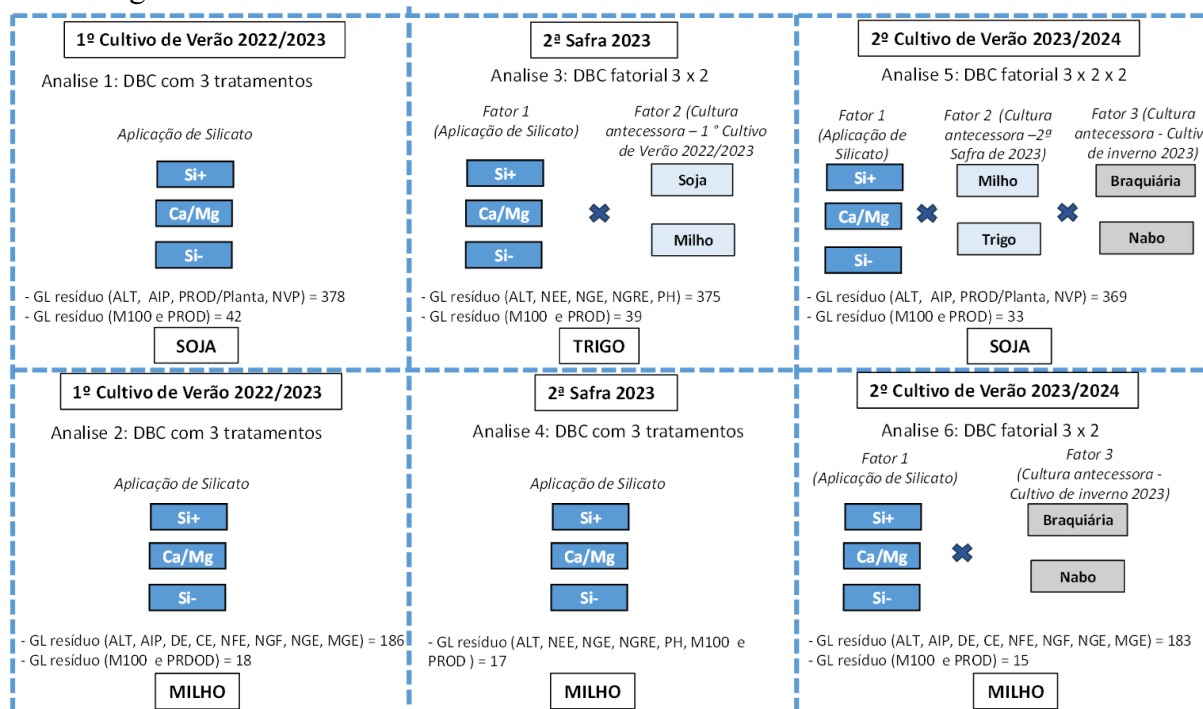 1º Cultivo de Verão 2022/2023
Analise 1: DBC com 3 tratamentos
Aplicação de Silicato
Si+
Ca/Mg
Si-
- GL resíduo (ALT, AIP, PROD/Planta, NVP) = 378
- GL resíduo (M100 e PROD) = 42
SOJA
2ª Safra 2023
Analise 3: DBC fatorial 3 x 2
Fator 1
(Aplicação de Silicato)
Si+
Ca/Mg
Si-
Fator 2 (Cultura
antecessora – 1 ° Cultivo
de Verão 2022/2023
Soja
Milho
- GL resíduo (ALT, NEE, NGE, NGRE, PH) = 375
- GL resíduo (M100 e PROD) = 39
TRIGO
2º Cultivo de Verão 2023/2024
Analise 5: DBC fatorial 3 x 2 x 2
Fator 1
(Aplicação de
Silicato)
Si+
Ca/Mg
Si-
Fator 2 (Cultura
antecessora –2ª
Safra de 2023)
Milho
Trigo
Fator 3 (Cultura
antecessora - Cultivo
de inverno 2023)
Braquiária
Nabo
- GL resíduo (ALT, AIP, PROD/Planta, NVP) = 369
- GL resíduo (M100 e PROD) = 33
SOJA
1º Cultivo de Verão 2022/2023
Analise 2: DBC com 3 tratamentos
Aplicação de Silicato
Si+
Ca/Mg
Si-
- GL resíduo (ALT, AIP, DE, CE, NFE, NGF, NGE, MGE) = 186
- GL resíduo (M100 e PRDOD) = 18
MILHO
2ª Safra 2023
Analise 4: DBC com 3 tratamentos
Aplicação de Silicato
Si+
Ca/Mg
Si-
- GL resíduo (ALT, NEE, NGE, NGRE, PH, M100 e
PROD ) = 17
MILHO
2º Cultivo de Verão 2023/2024
Analise 6: DBC fatorial 3 x 2
Fator 1
(Aplicação de Silicato)
Si+
Ca/Mg
Si-
Fator 3
(Cultura antecessora -
Cultivo de inverno 2023)
Braquiária
Nabo
- GL resíduo (ALT, AIP, DE, CE, NFE, NGF, NGE, MGE) = 183
- GL resíduo (M100 e PROD) = 15
MILHO